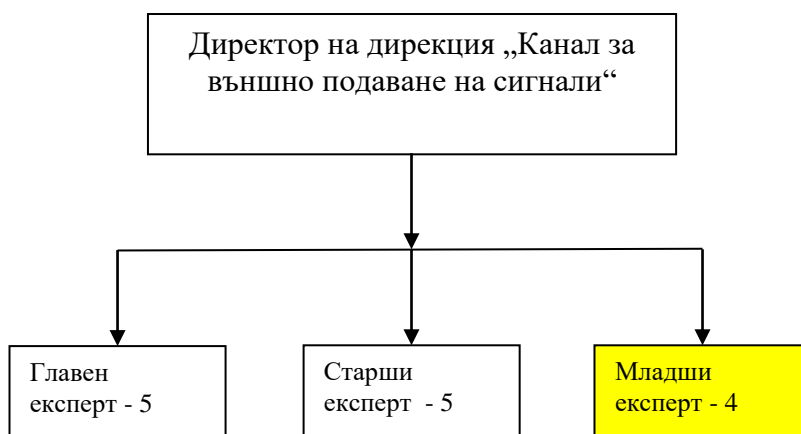 Директор на дирекция „Канал за
външно подаване на сигнали“
Главен
експерт - 5
Старши
експерт - 5
Младши
експерт - 4